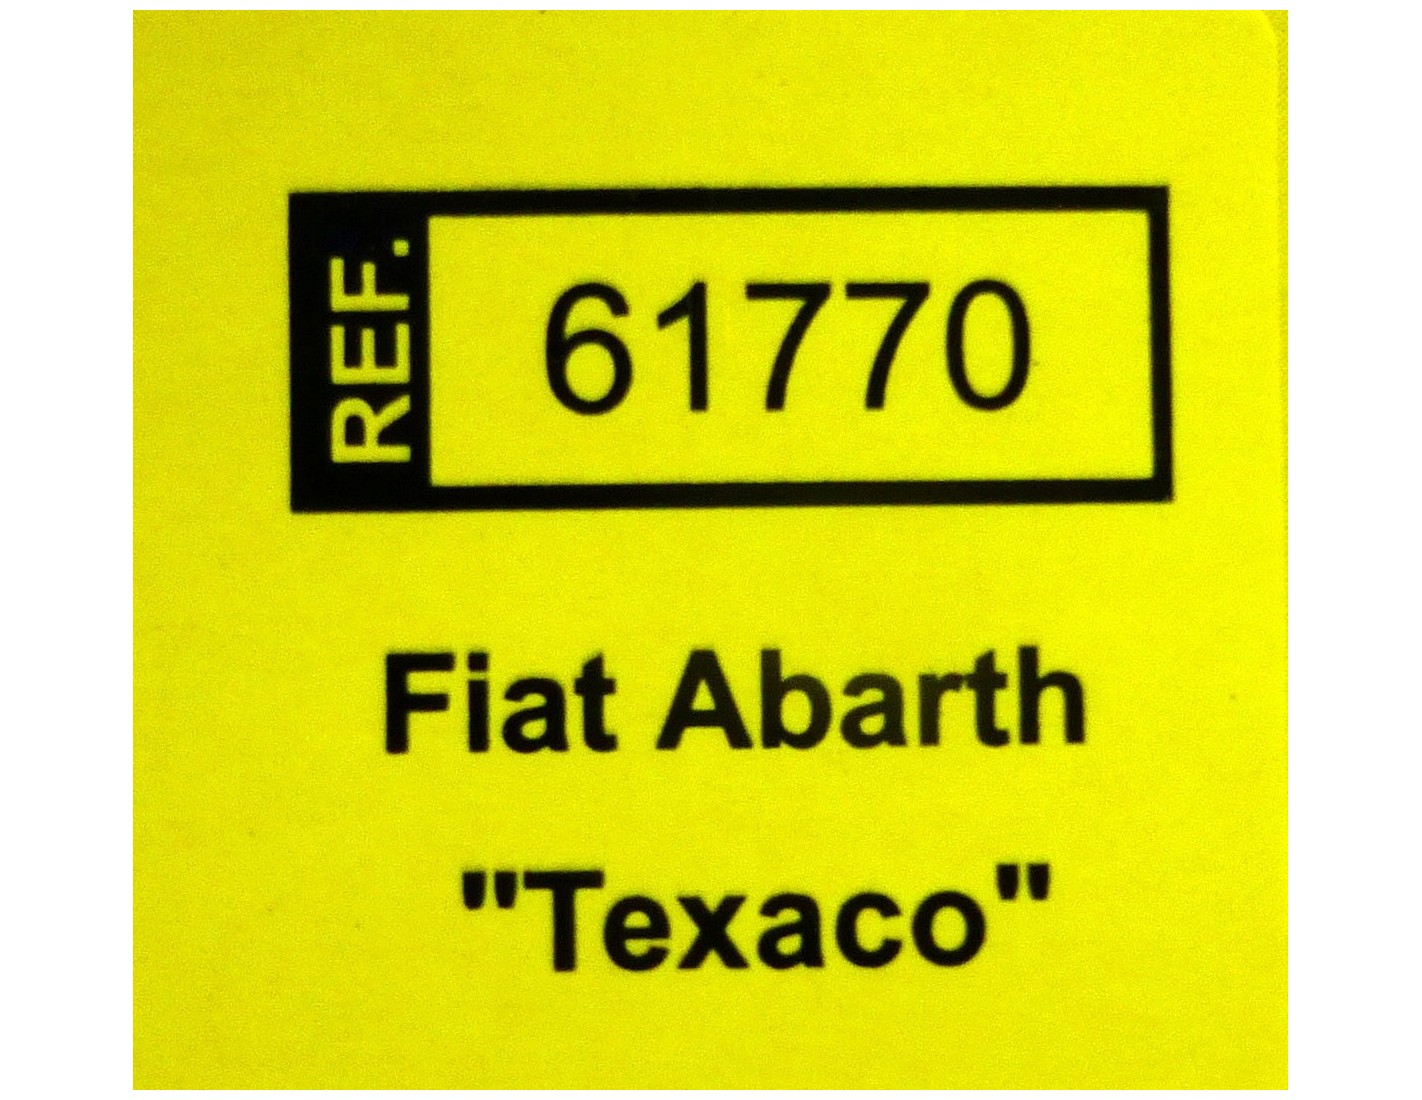 REF. 61770
Fiat Abarth
"Texaco"